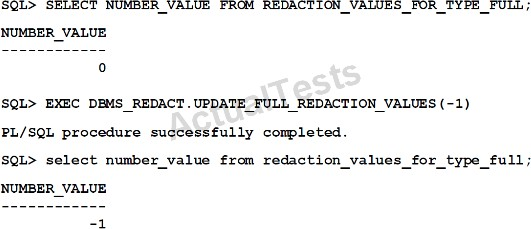 SQL> SELECT NUMBER_VALUE FROM REDACTION_VALUES_FOR_TYPE_FULL;
NUMBER_VALUE
------------
0
SQL> EXEC DBMS_REDACT.UPDATE_FULL_REDACTION_VALUES(-1)
PL/SQL procedure successfully completed.
SQL> select number_value from redaction_values_for_type_full;
NUMBER_VALUE
------------
-1
ActualTests